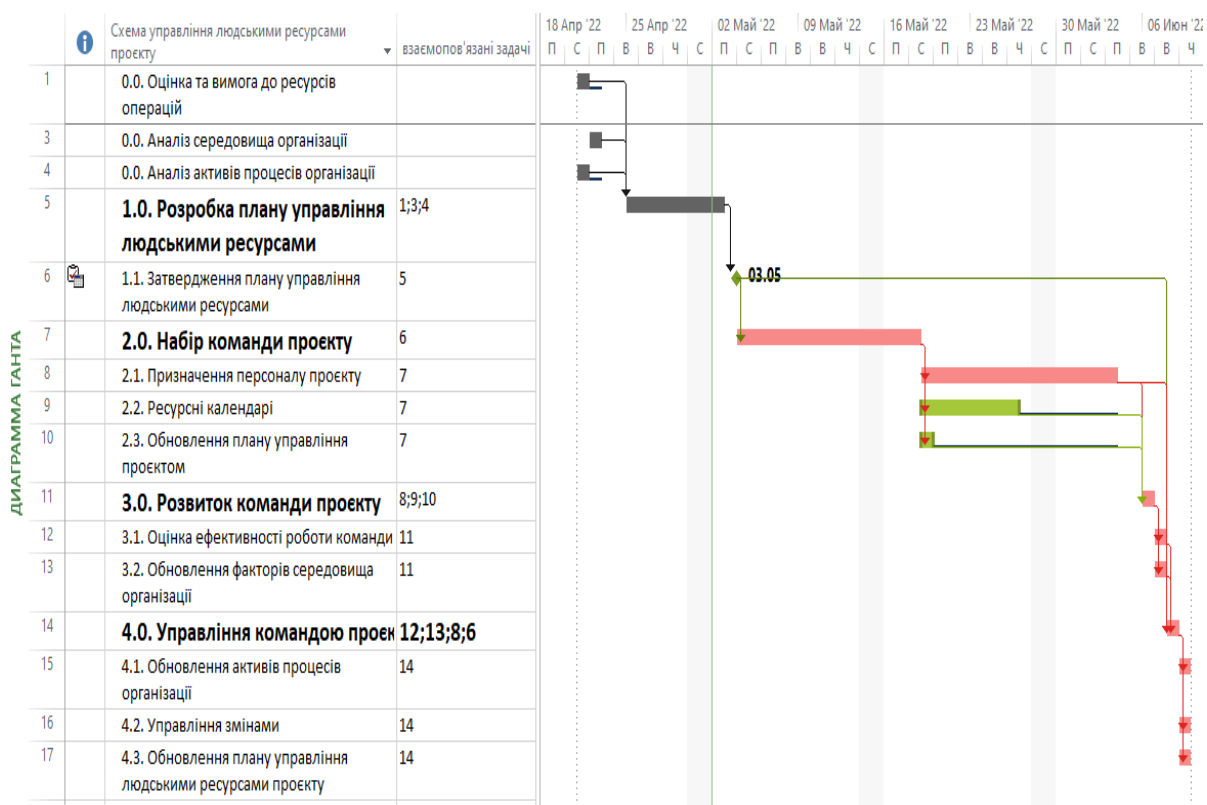 Схема управління людськими ресурсами
проєкту
взаємопов'язані задачі
18 Апр '22 25 Апр '22 02 Май '22 09 Май '22 16 Май '22 23 Май '22 30 Май '22 06 Июн '22
П С П В В Ч С П С П В В Ч С П С П В В Ч С П С П В В Ч
1 0.0. Оцінка та вимога до ресурсів
операцій
3 0.0. Аналіз середовища організації
4 0.0. Аналіз активів процесів організації
5 1.0. Розробка плану управління 1;3;4
людськими ресурсами
6 1.1. Затвердження плану управління 5
людськими ресурсами
03.05
7 2.0. Набір команди проєкту 6
8 2.1. Призначення персоналу проєкту 7
9 2.2. Ресурсні календарі 7
10 2.3. Обновлення плану управління 7
проєктом
11 3.0. Розвиток команди проєкту 8;9;10
12 3.1. Оцінка ефективності роботи команди 11
13 3.2. Обновлення факторів середовища 11
організації
14 4.0. Управління командою проєк 12;13;8;6
15 4.1. Обновлення активів процесів 14
організації
16 4.2. Управління змінами 14
17 4.3. Обновлення плану управління 14
людськими ресурсами проєкту
ДИАГРАММА ГАНТА